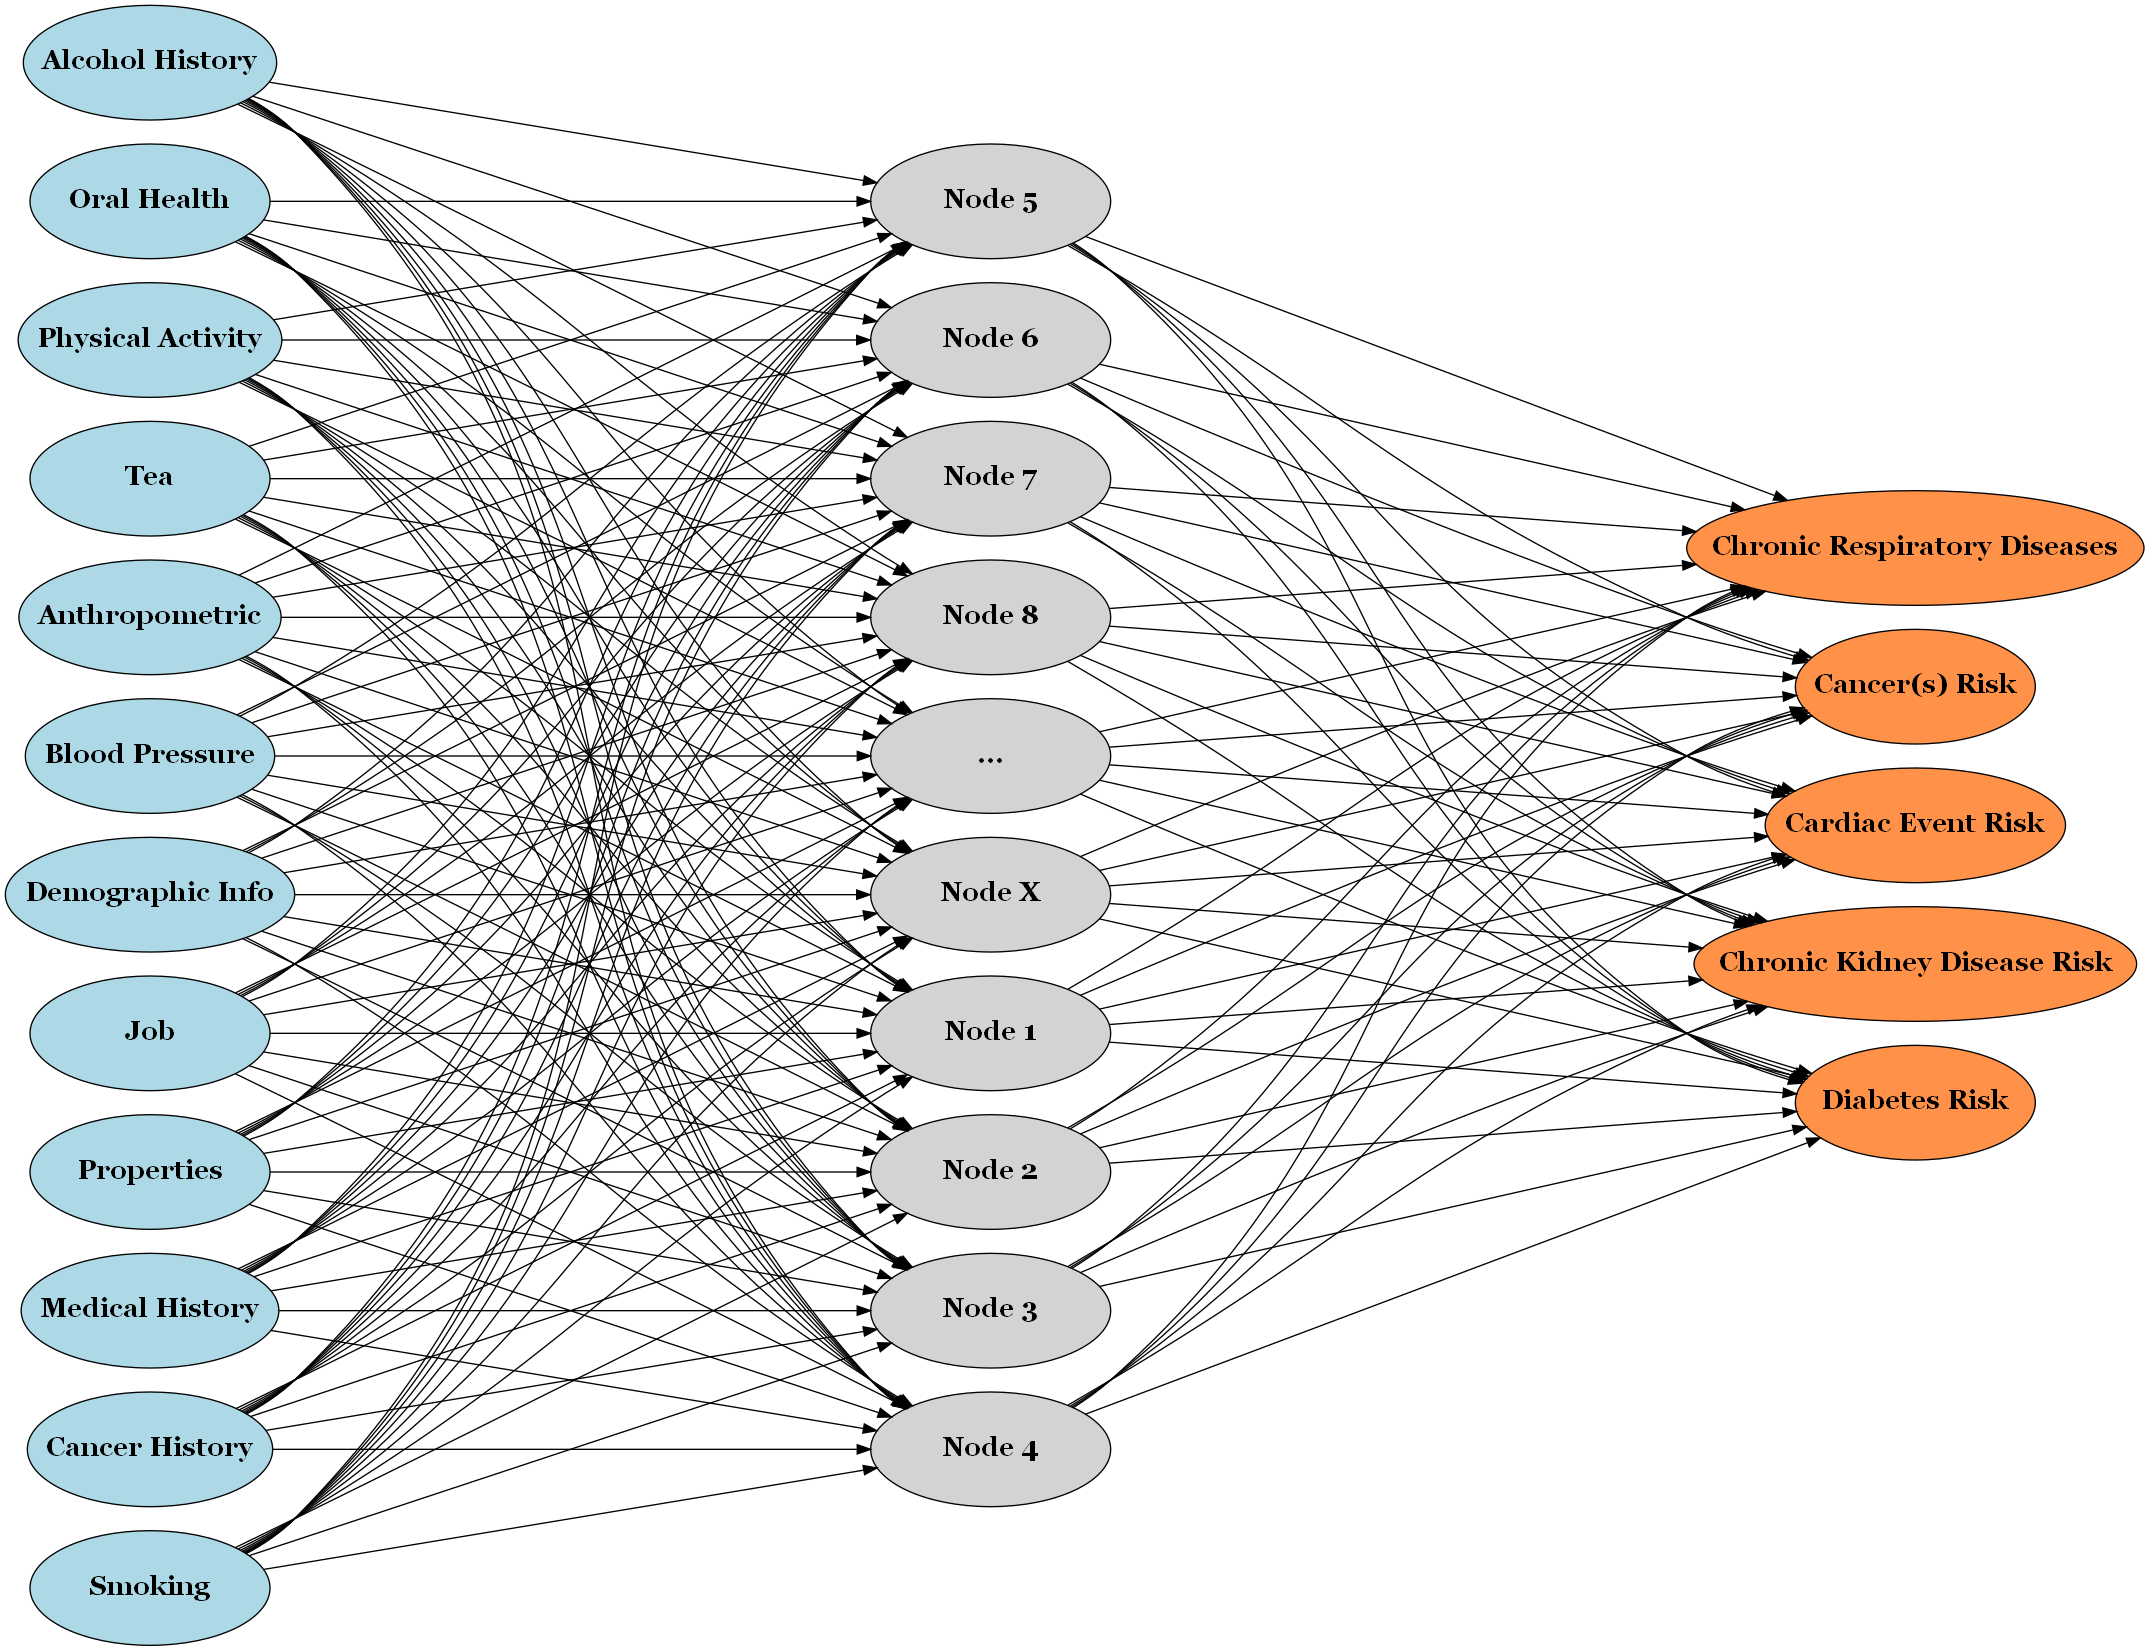 Alcohol History
Oral Health
Physical Activity
Tea
Anthropometric
Blood Pressure
Demographic Info
Job
Properties
Medical History
Cancer History
Smoking
Node 5
Node 6
Node 7
Node 8
...
Node X
Node 1
Node 2
Node 3
Node 4
Chronic Respiratory Diseases
Cancer(s) Risk
Cardiac Event Risk
Chronic Kidney Disease Risk
Diabetes Risk